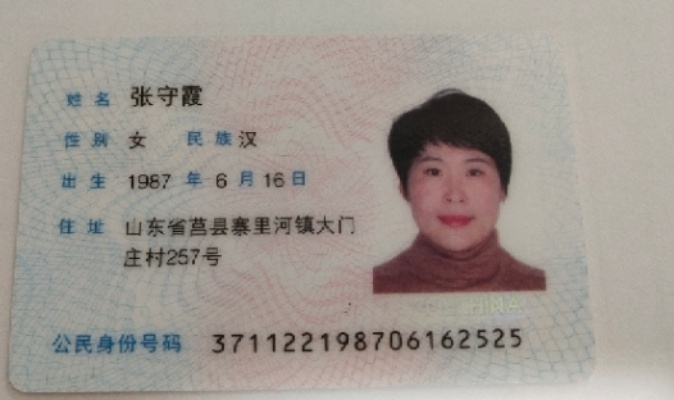 姓名 张守霞
性别 女 民族 汉
出生 1987 年 6 月 16 日
住址 山东省莒县寨里河镇大门
庄村257号
CHINA
公民身份号码 371122198706162525